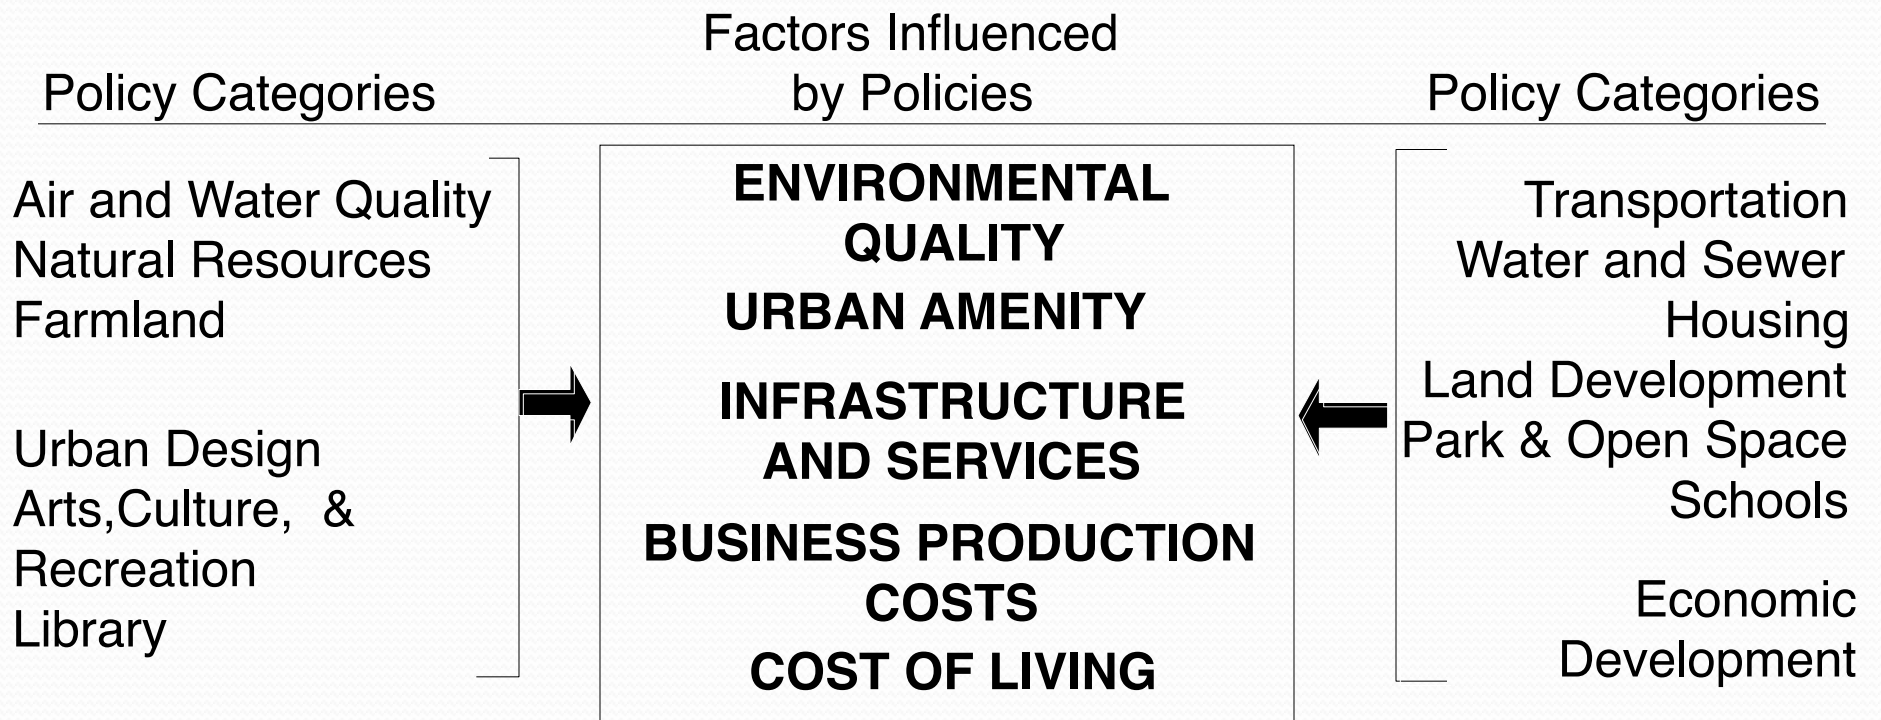 Factors Influenced
by Policies
Policy Categories
Policy Categories
Air and Water Quality
Natural Resources
Farmland
Urban Design
Arts,Culture, &
Recreation
Library
ENVIRONMENTAL
QUALITY
URBAN AMENITY
INFRASTRUCTURE
AND SERVICES
BUSINESS PRODUCTION
COSTS
COST OF LIVING
Transportation
Water and Sewer
Housing
Land Development
Park & Open Space
Schools
Economic
Development